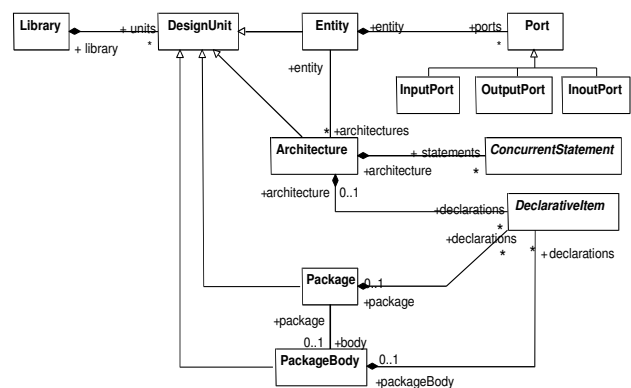 Library
+ units
DesignUnit
Entity
+entity
+ports
Port
+ library
*
*
+entity
InputPort
OutputPort
InoutPort
*
+architectures
Architecture
+ statements
ConcurrentStatement
+architecture
*
+architecture
0..1
DeclarativeItem
+declarations
*
+declarations
*
*
+ declarations
Package
0..1
+package
+package
0..1
+body
PackageBody
0..1
+packageBody